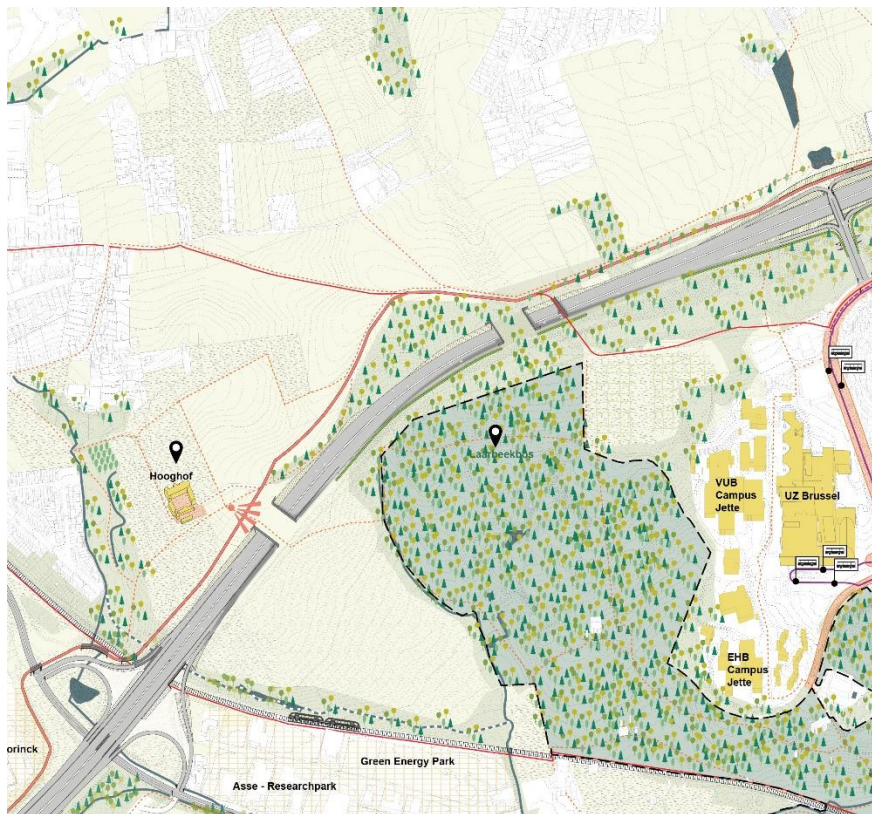 Laarbeekbos
Hooghof
VUB
Campus
Jette
UZ Brussel
EHB
Campus
Jette
orinck
Green Energy Park
Asse - Researchpark